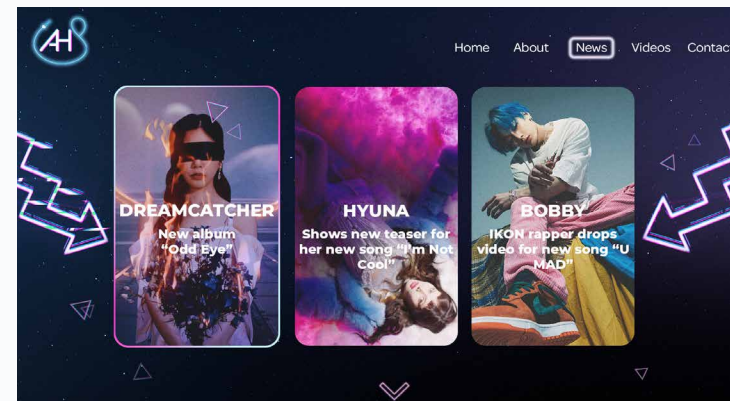 AH
Home About News Videos Contac
DREAMCATCHER
New album
“Odd Eye”
HYUNA
Shows new teaser for
her new song “I’m Not
Cool”
BOBBY
IKON rapper drops
video for new song “U
MAD”